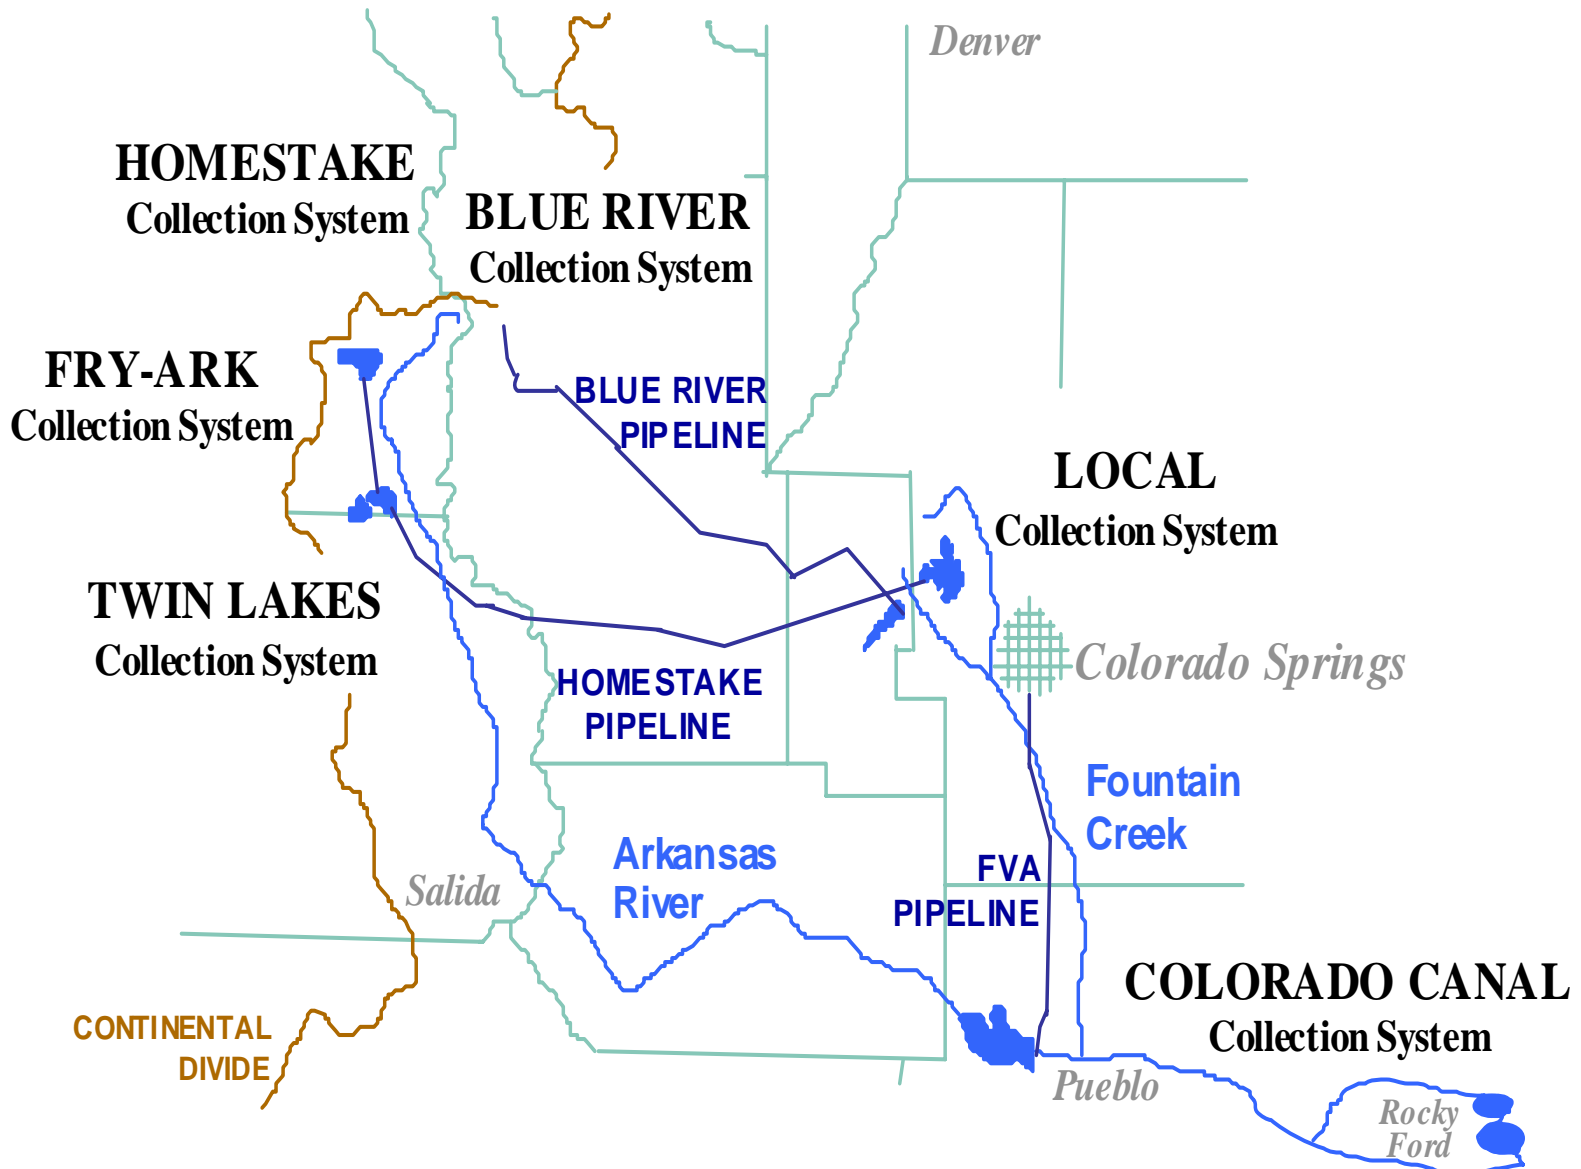 Denver
HOMESTAKE
Collection System
BLUE RIVER
Collection System
FRY-ARK
Collection System
BLUE RIVER
PIPELINE
LOCAL
Collection System
TWIN LAKES
Collection System
Colorado Springs
HOMESTAKE
PIPELINE
Fountain
Creek
Arkansas
River
FVA
PIPELINE
Salida
COLORADO CANAL
Collection System
CONTINENTAL
DIVIDE
Pueblo
Rocky
Ford